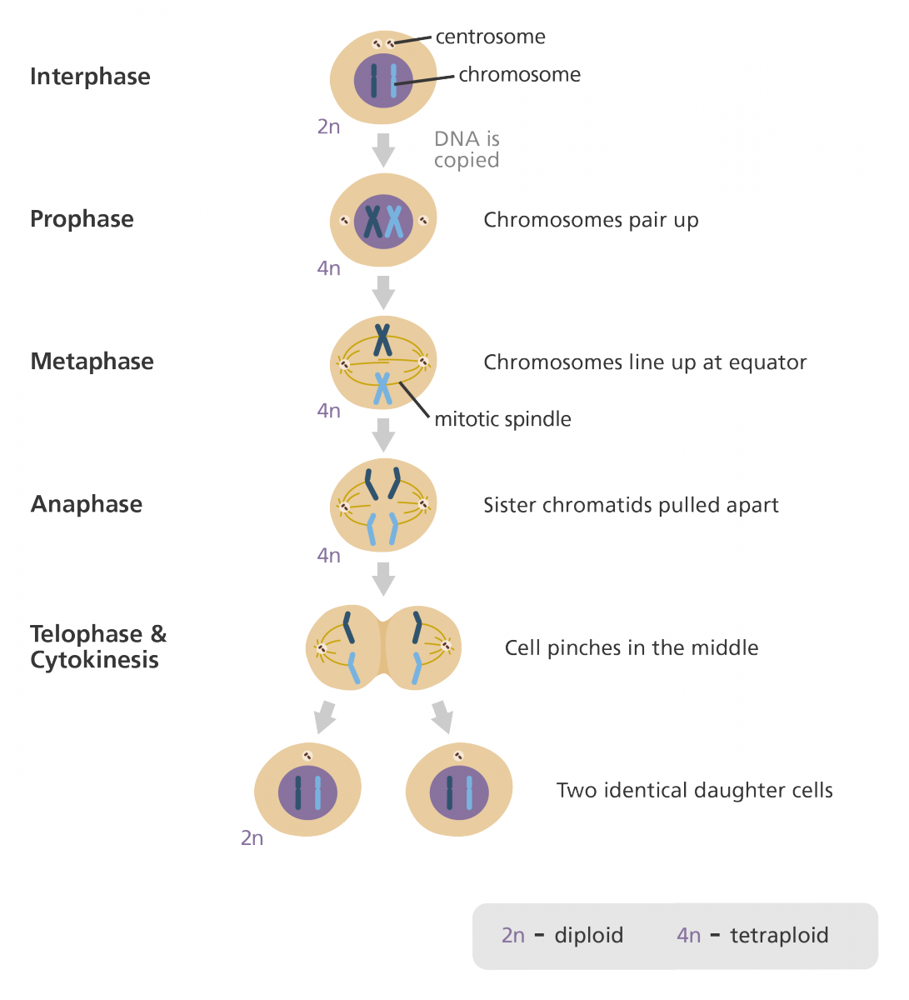 centrosome
Interphase
chromosome
2n
DNA is
copied
Prophase
Chromosomes pair up
4n
Metaphase
Chromosomes line up at equator
4n
mitotic spindle
Anaphase
Sister chromatids pulled apart
4n
Telophase &
Cytokinesis
Cell pinches in the middle
Two identical daughter cells
2n
2n - diploid
4n - tetraploid